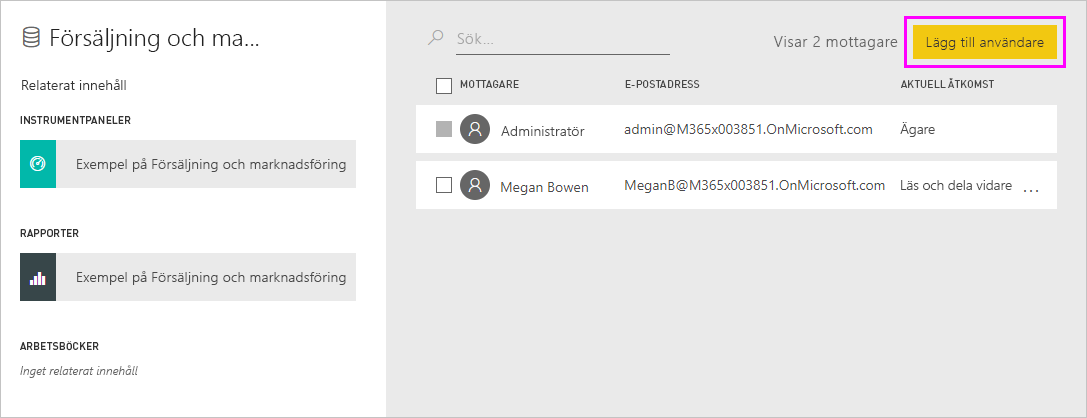 Försäljning och ma...
Relaterat innehåll
INSTRUMENTPANELER
Exempel på Försäljning och marknadsföring
RAPPORTER
Exempel på Försäljning och marknadsföring
ARBETSBÖCKER
Inget relaterat innehåll
Sök...
Visar 2 mottagare
Lägg till användare
MOTTAGARE E-POSTADRESS AKTUELL ÅTKOMST
Administratör admin@M365x003851.OnMicrosoft.com Ägare
Megan Bowen MeganB@M365x003851.OnMicrosoft.com Läs och dela vidare ...